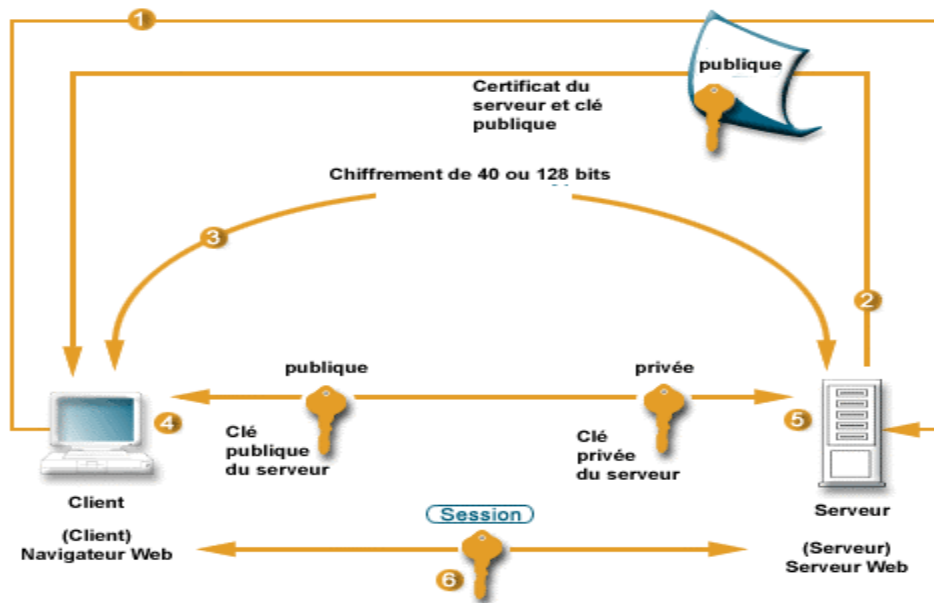 1
publique
Certificat du
serveur et clé
publique
Chiffrement de 40 ou 128 bits
3
2
publique
privée
4
5
Clé
publique
du serveur
Clé
privée
du serveur
Client
Serveur
(Client)
Navigateur Web
Session
(Serveur)
Serveur Web
6